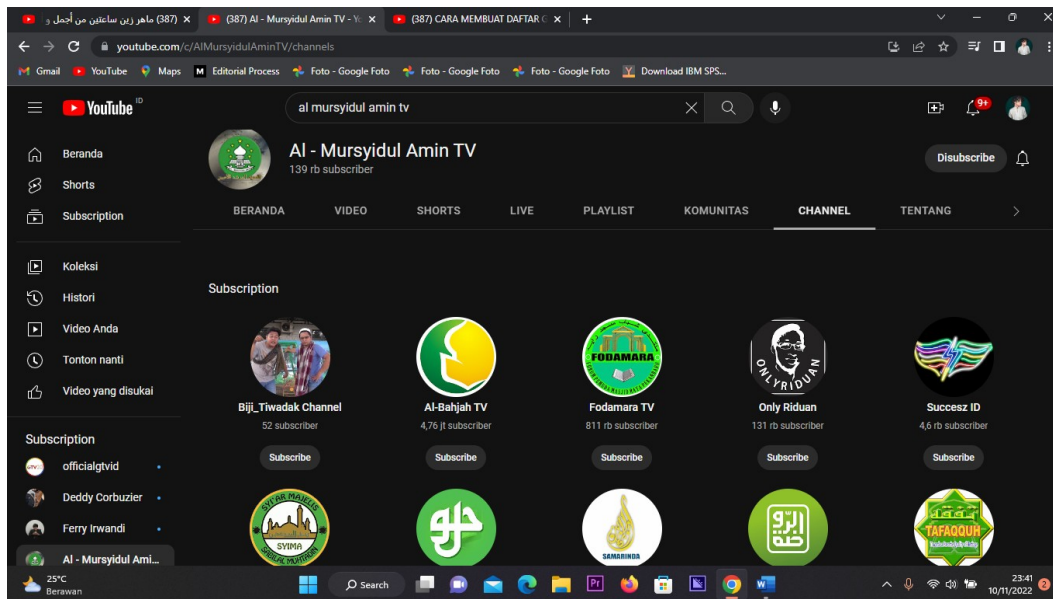 (387) ماهر زين ساعتين من أجمل و
(387) Al - Mursyidul Amin TV - Yo
(387) CARA MEMBUAT DAFTAR G
youtube.com/c/AlMursyidulAminTV/channels
Gmail YouTube Maps Editorial Process Foto - Google Foto Foto - Google Foto Foto - Google Foto Download IBM SPS...
YouTube ID
al mursyidul amin tv
9+
Beranda
Shorts
Subscription
Koleksi
Histori
Video Anda
Tonton nanti
Video yang disukai
Subscription
officialgtvid
Deddy Corbuzier
Ferry Irwandi
Al - Mursyidul Ami...
Al - Mursyidul Amin TV
139 rb subscriber
Disubscribe
BERANDA VIDEO SHORTS LIVE PLAYLIST KOMUNITAS CHANNEL TENTANG
Subscription
FODAMARA
ONLYRIDUAN
Biji_Tiwadak Channel Al-Bahjah TV Fodamara TV Only Riduan Succesz ID
52 subscriber 4,76 jt subscriber 811 rb subscriber 131 rb subscriber 4,6 rb subscriber
Subscribe Subscribe Subscribe Subscribe Subscribe
SYI'AR MAJELIS
SYIMA
SAMARINDA
TAFAQQUH
25°C
Berawan
Search
Pr
23:41
10/11/2022
2